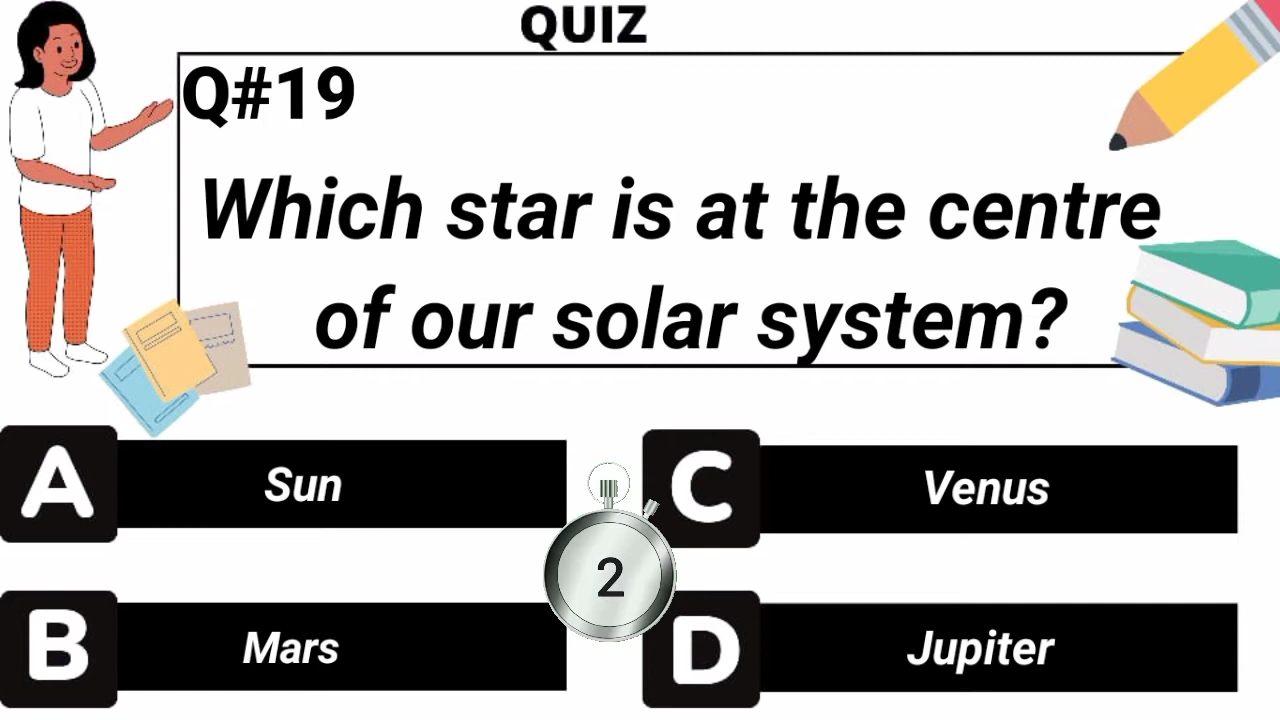 QUIZ
Q#19
Which star is at the centre
of our solar system?
A
Sun
C
Venus
2
B
Mars
D
Jupiter